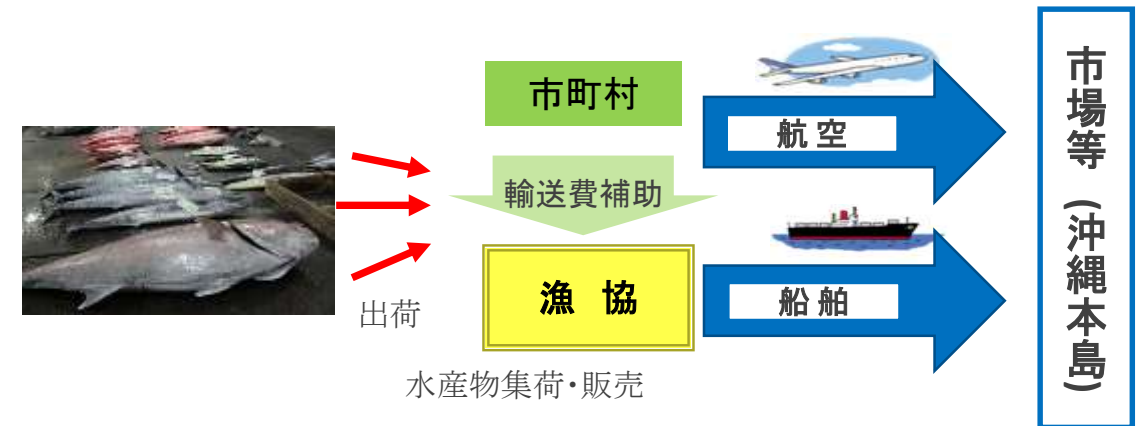 市町村
輸送費補助
漁 協
出荷
水産物集荷・販売
航 空
船 舶
市場等（沖縄本島）